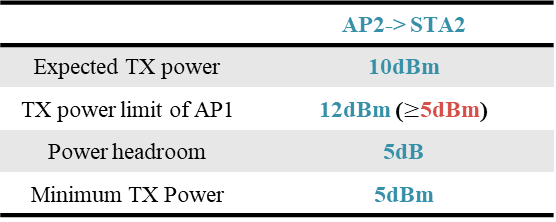 AP2-> STA2
Expected TX power 10dBm
TX power limit of AP1 12dBm (≥5dBm)
Power headroom 5dB
Minimum TX Power 5dBm